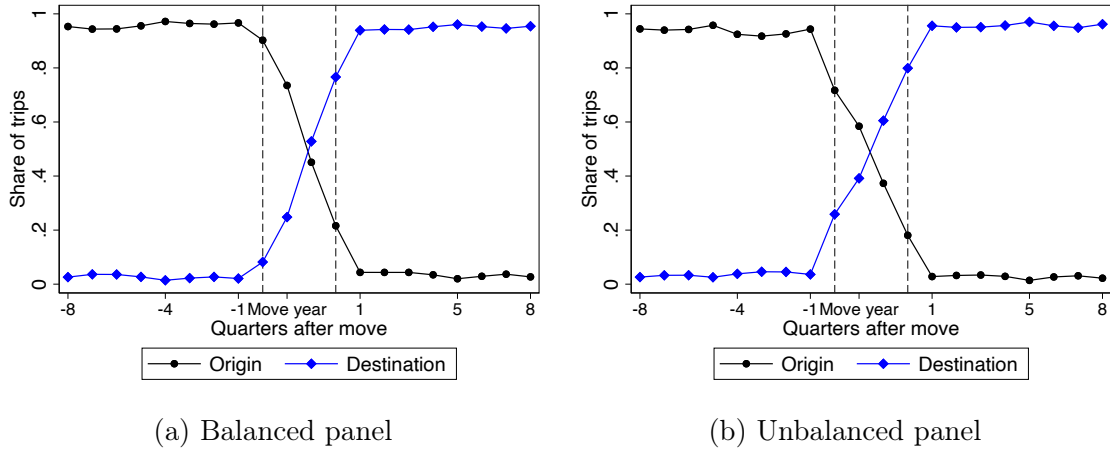 Share of trips
1
.8
.6
.4
.2
0
-8 -4 -1 Move year 1 5 8
Quarters after move
Origin Destination
(a) Balanced panel
Share of trips
1
.8
.6
.4
.2
0
-8 -4 -1 Move year 1 5 8
Quarters after move
Origin Destination
(b) Unbalanced panel